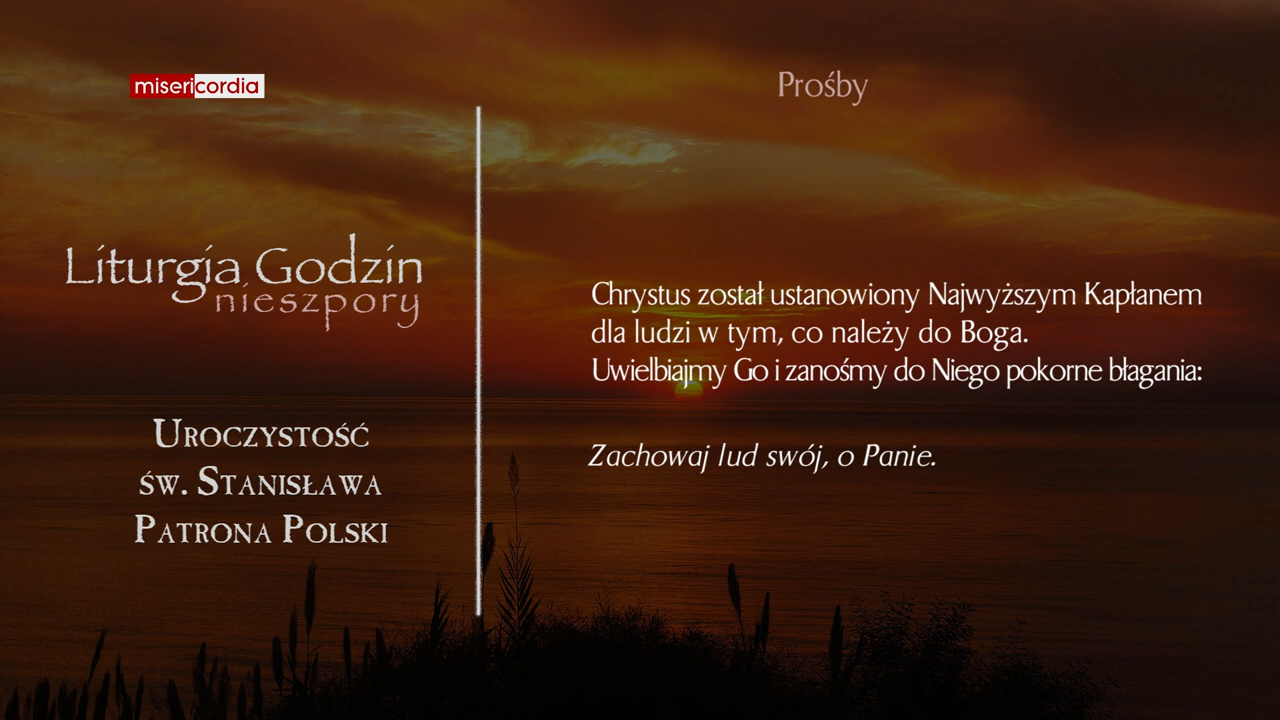 misericordia
Prośby
Liturgia Godzin
nieszpory
Uroczystość
św. Stanisława
Patrona Polski
Chrystus został ustanowiony Najwyższym Kapłanem
dla ludzi w tym, co należy do Boga.
Uwielbiajmy Go i zanośmy do Niego pokorne błagania:
Zachowaj lud swój, o Panie.